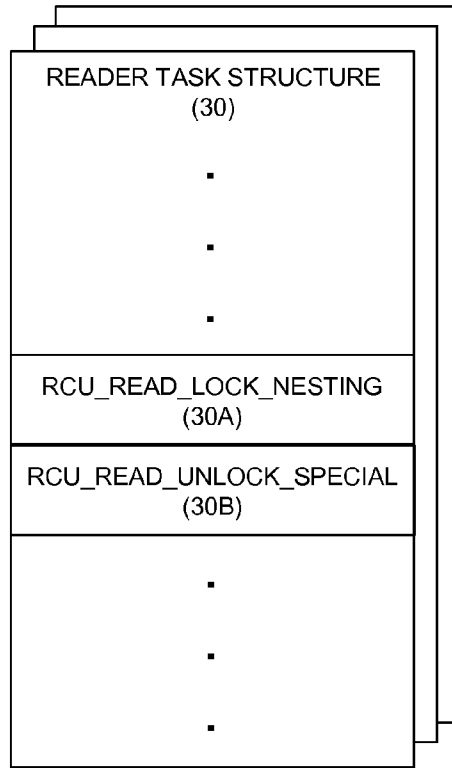 READER TASK STRUCTURE
(30)
RCU_READ_LOCK_NESTING
(30A)
RCU_READ_UNLOCK_SPECIAL
(30B)